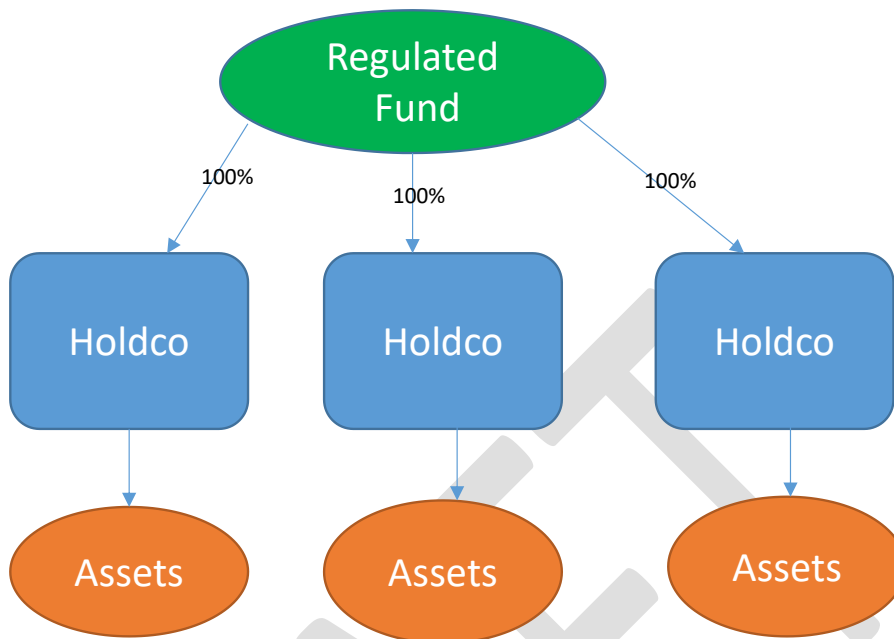 Regulated
Fund
100%
100%
100%
Holdco
Holdco
Holdco
Assets
Assets
Assets